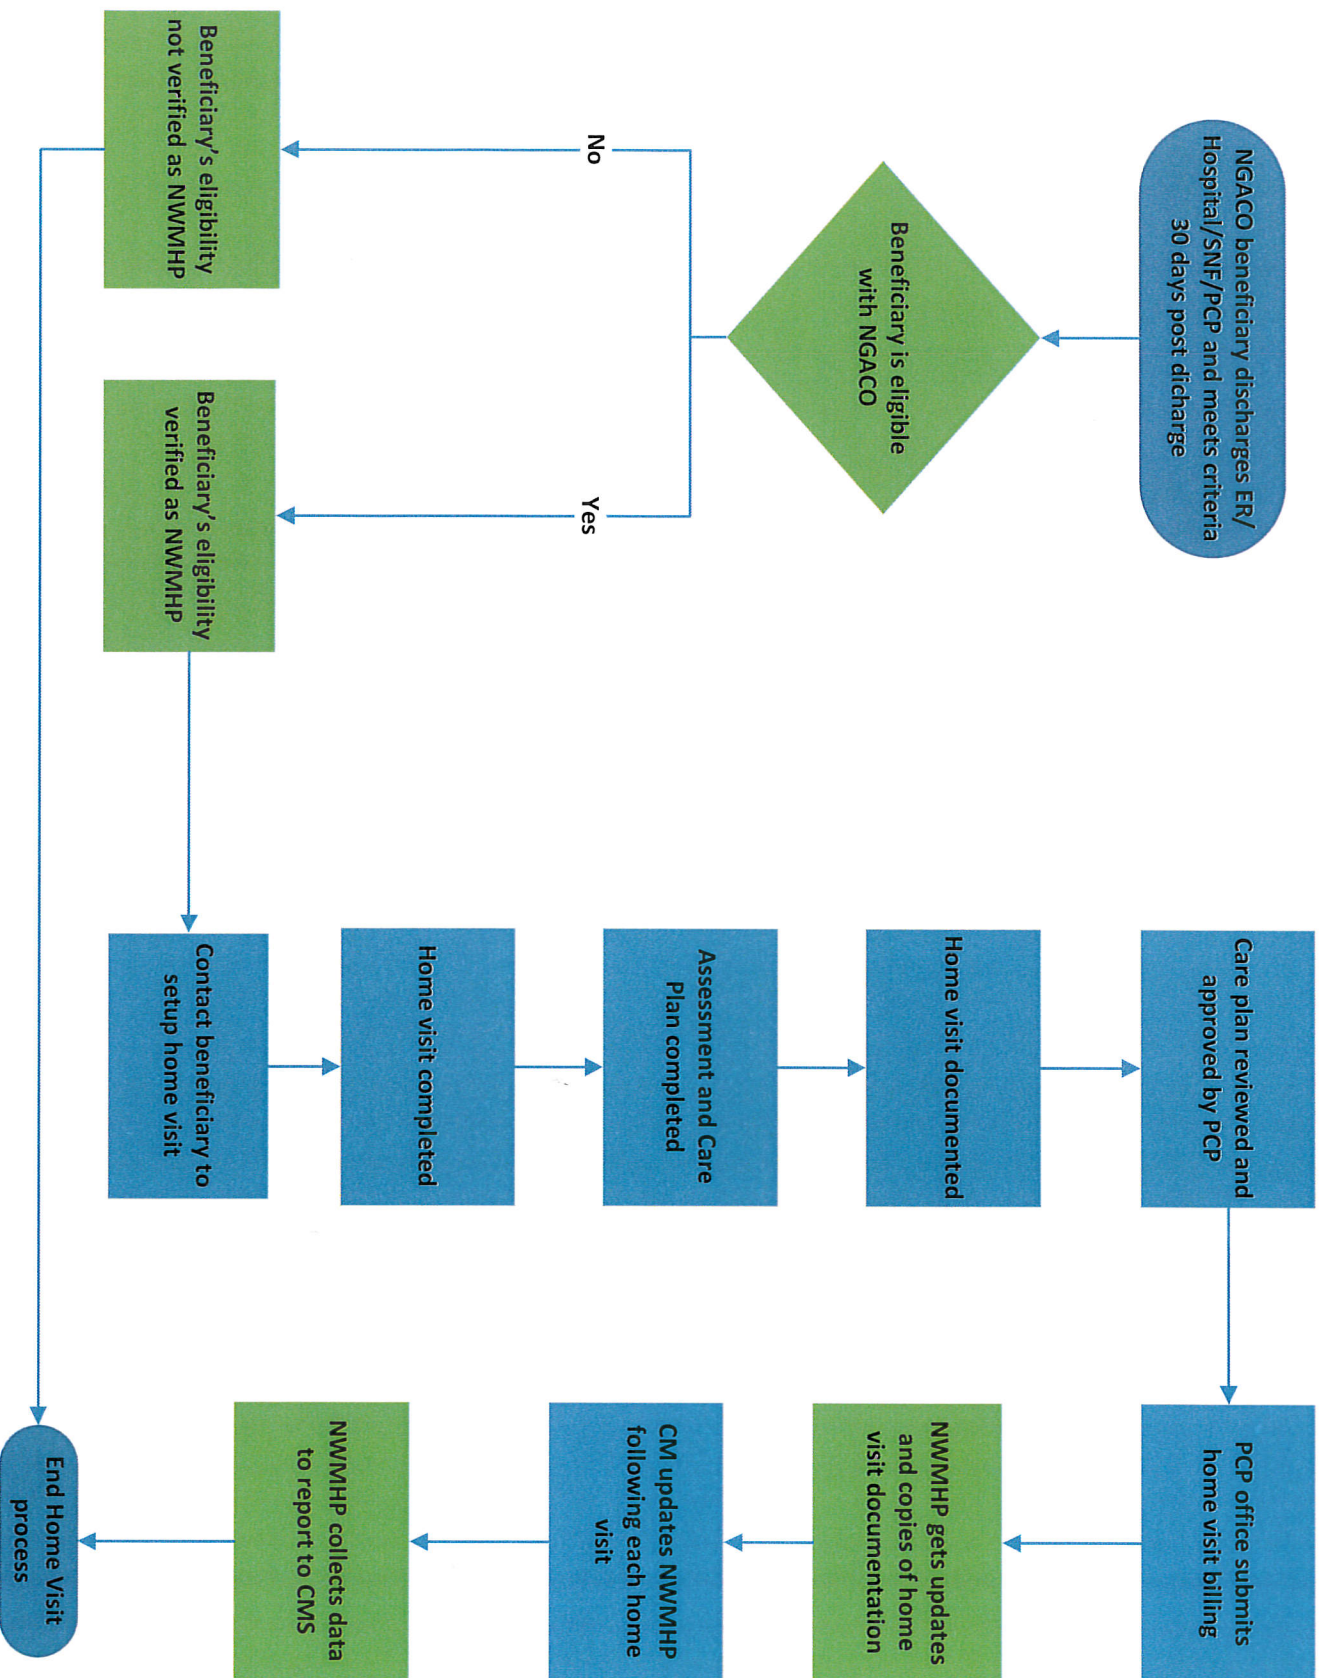 NGACO beneficiary discharges ER/
Hospital/SNF/PCP and meets criteria
30 days post dicharge
Beneficiary is eligible
with NGACO
No
Yes
Beneficiary's eligibility
not verified as NWMHP
Beneficiary's eligibility
verified as NWMHP
Contact beneficiary to
setup home visit
Home visit completed
Assessment and Care
Plan completed
Home visit documented
Care plan reviewed and
approved by PCP
PCP office submits
home visit billing
NWMHP gets updates
and copies of home
visit documentation
CM updates NWMHP
following each home
visit
NWMHP collects data
to report to CMS
End Home Visit
process